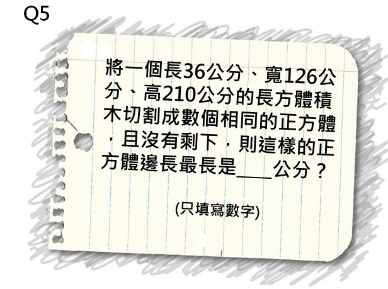 Q5
將一個長36公分、寬126公
分、高210公分的長方體積
木切割成數個相同的正方體
，且沒有剩下，則這樣的正
方體邊長最長是____公分？
(只填寫數字)